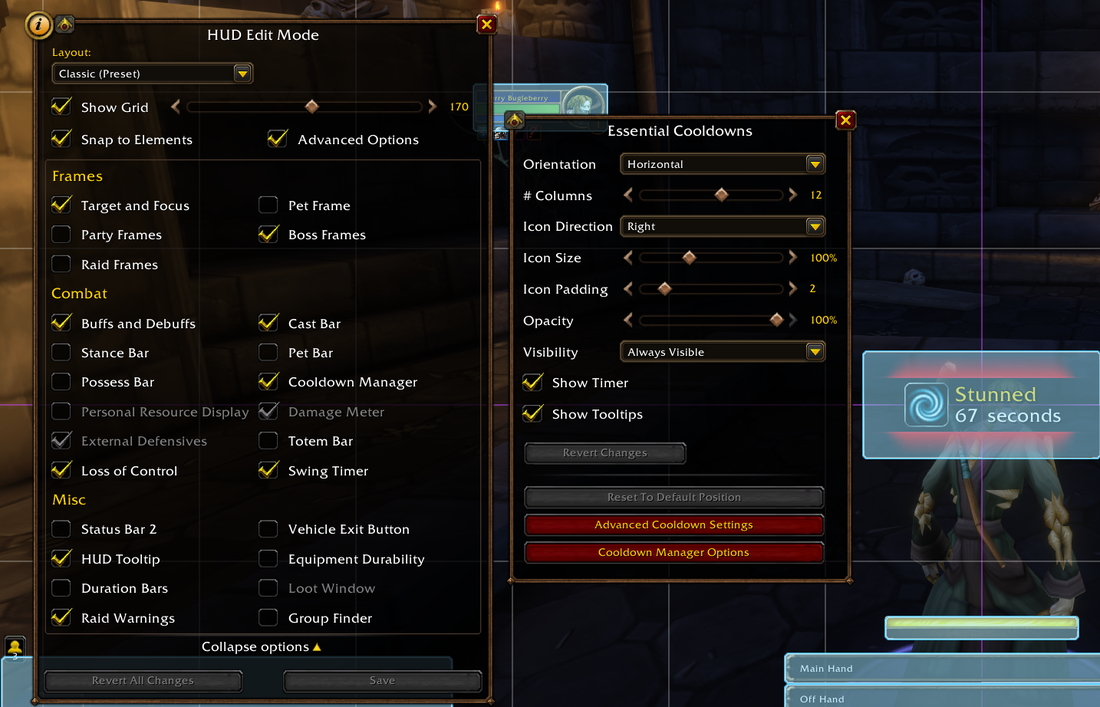 HUD Edit Mode
Layout:
Classic (Preset)
Show Grid
170
Snap to Elements
Advanced Options
Frames
Target and Focus
Pet Frame
Party Frames
Boss Frames
Raid Frames
Combat
Buffs and Debuffs
Cast Bar
Stance Bar
Pet Bar
Possess Bar
Cooldown Manager
Personal Resource Display
Damage Meter
External Defensives
Totem Bar
Loss of Control
Swing Timer
Misc
Status Bar 2
Vehicle Exit Button
HUD Tooltip
Equipment Durability
Duration Bars
Loot Window
Raid Warnings
Group Finder
Collapse options
Revert All Changes
Save
Bugleberry
Essential Cooldowns
Orientation
Horizontal
# Columns
12
Icon Direction
Right
Icon Size
100%
Icon Padding
2
Opacity
100%
Visibility
Always Visible
Show Timer
Show Tooltips
Revert Changes
Reset To Default Position
Advanced Cooldown Settings
Cooldown Manager Options
Stunned
67 seconds
Main Hand
Off Hand